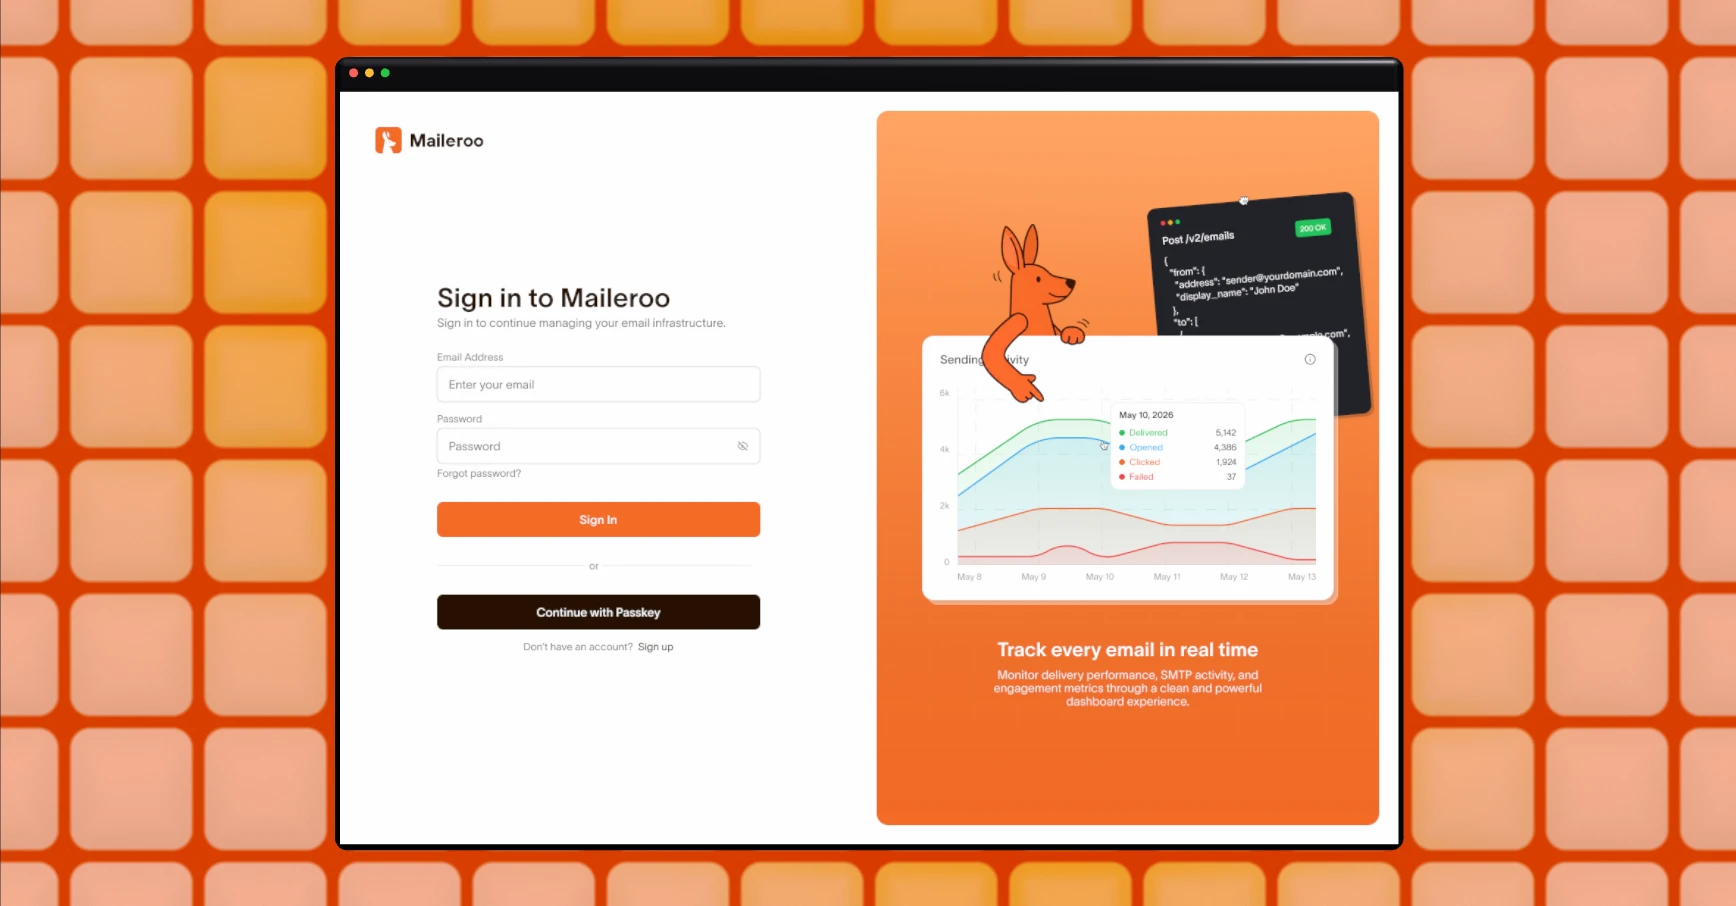 Maileroo
Sign in to Maileroo
Sign in to continue managing your email infrastructure.
Email Address
Enter your email
Password
Password
Forgot password?
Sign In
or
Continue with Passkey
Don't have an account? Sign up
Post /v2/emails
200 OK
{
"from": {
"address": "sender@yourdomain.com",
"display_name": "John Doe"
},
"to": [
{
.com",
Sending
6k
4k
2k
0
May 10, 2026
Delivered 5,142
Opened 4,386
Clicked 1,924
Failed 37
May 8 May 9 May 10 May 11 May 12 May 13
Track every email in real time
Monitor delivery performance, SMTP activity, and
engagement metrics through a clean and powerful
dashboard experience.